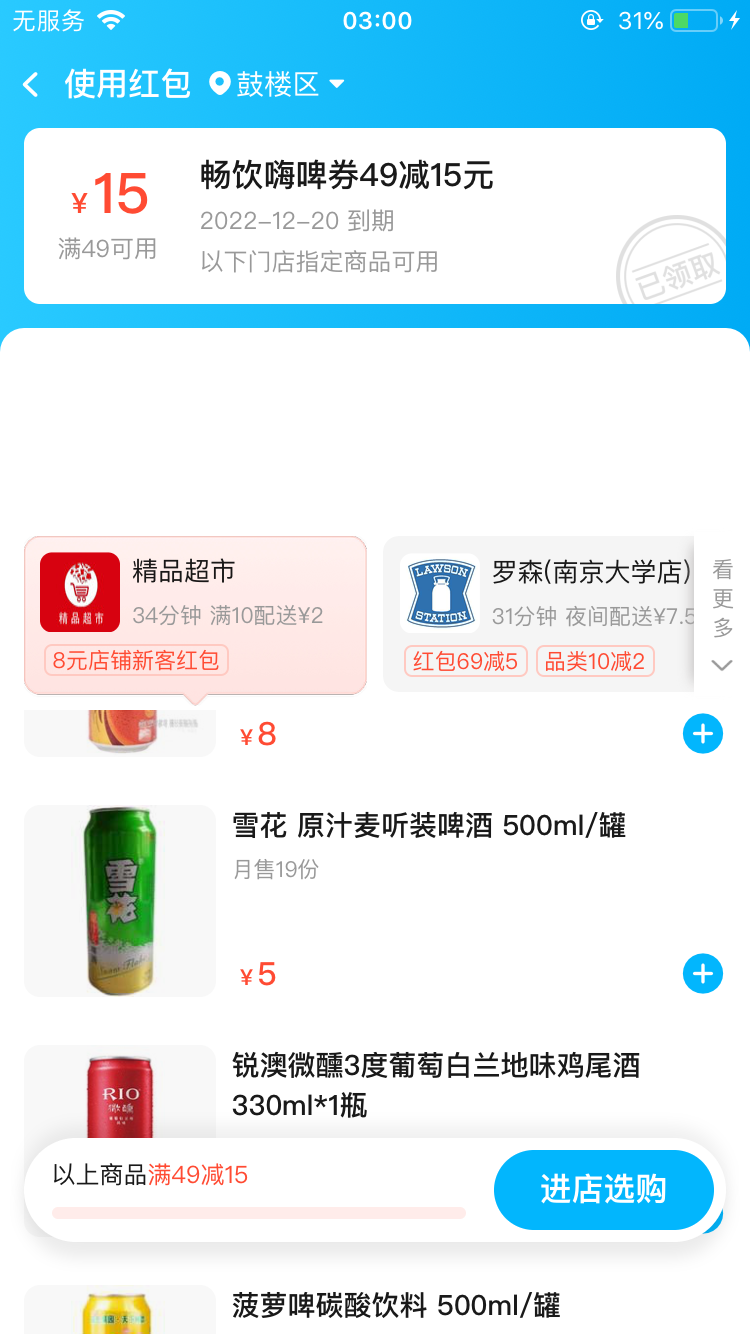 无服务
03:00
31%
使用红包
鼓楼区
¥15
满49可用
畅饮嗨啤券49减15元
2022-12-20 到期
以下门店指定商品可用
已领取
精品超市
精品超市
34分钟 满10配送¥2
8元店铺新客红包
LAWSON
STATION
罗森(南京大学店)
31分钟 夜间配送¥7.5
红包69减5
品类10减2
看更多
¥8
雪花
雪花 原汁麦听装啤酒 500ml/罐
月售19份
¥5
RIO
微醺
锐澳微醺3度葡萄白兰地味鸡尾酒
330ml*1瓶
以上商品满49减15
进店选购
菠萝啤碳酸饮料 500ml/罐